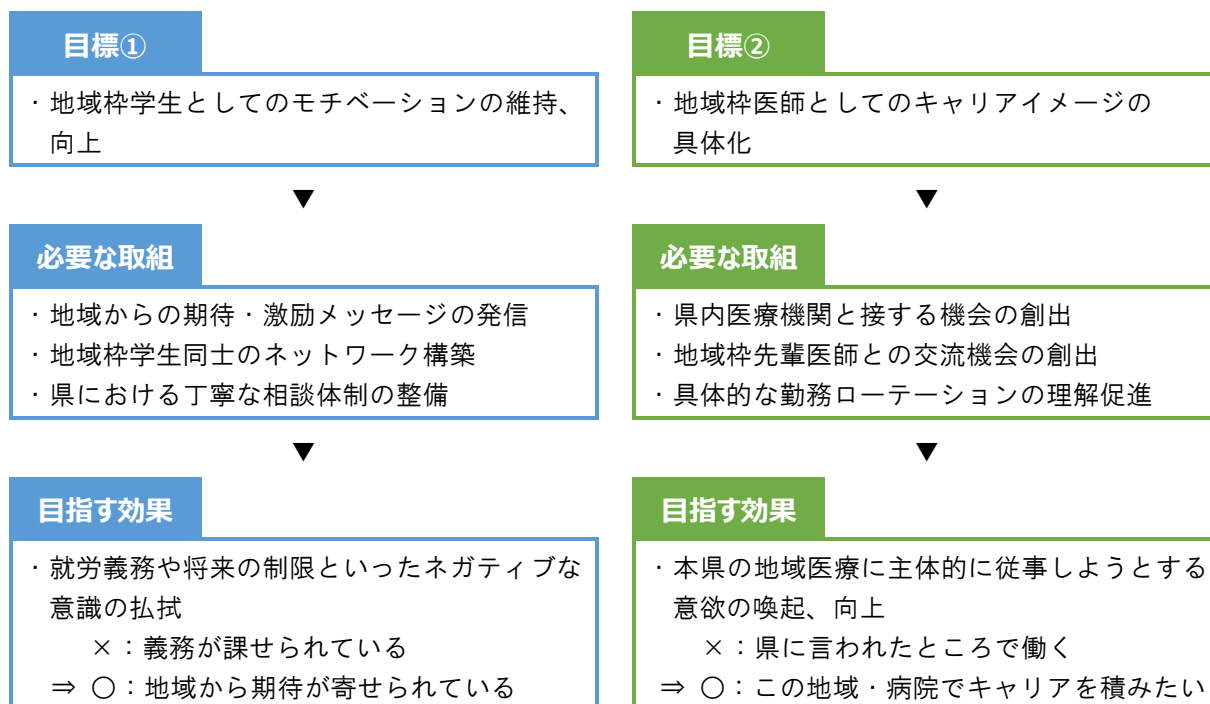 目標①
・地域枠学生としてのモチベーションの維持、
向上
▼
必要な取組
・地域からの期待・激励メッセージの発信
・地域枠学生同士のネットワーク構築
・県における丁寧な相談体制の整備
▼
目指す効果
・就労義務や将来の制限といったネガティブな
意識の払拭
×：義務が課せられている
⇒ ○：地域から期待が寄せられている
目標②
・地域枠医師としてのキャリアイメージの
具体化
▼
必要な取組
・県内医療機関と接する機会の創出
・地域枠先輩医師との交流機会の創出
・具体的な勤務ローテーションの理解促進
▼
目指す効果
・本県の地域医療に主体的に従事しようとする
意欲の喚起、向上
×：県に言われたところで働く
⇒ ○：この地域・病院でキャリアを積みたい